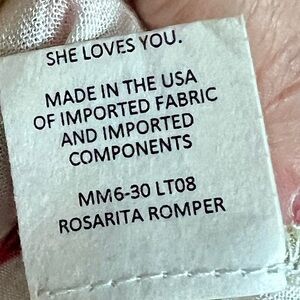 SHE LOVES YOU.
MADE IN THE USA
OF IMPORTED FABRIC
AND IMPORTED
COMPONENTS
MM6-30 LT08
ROSARITA ROMPER